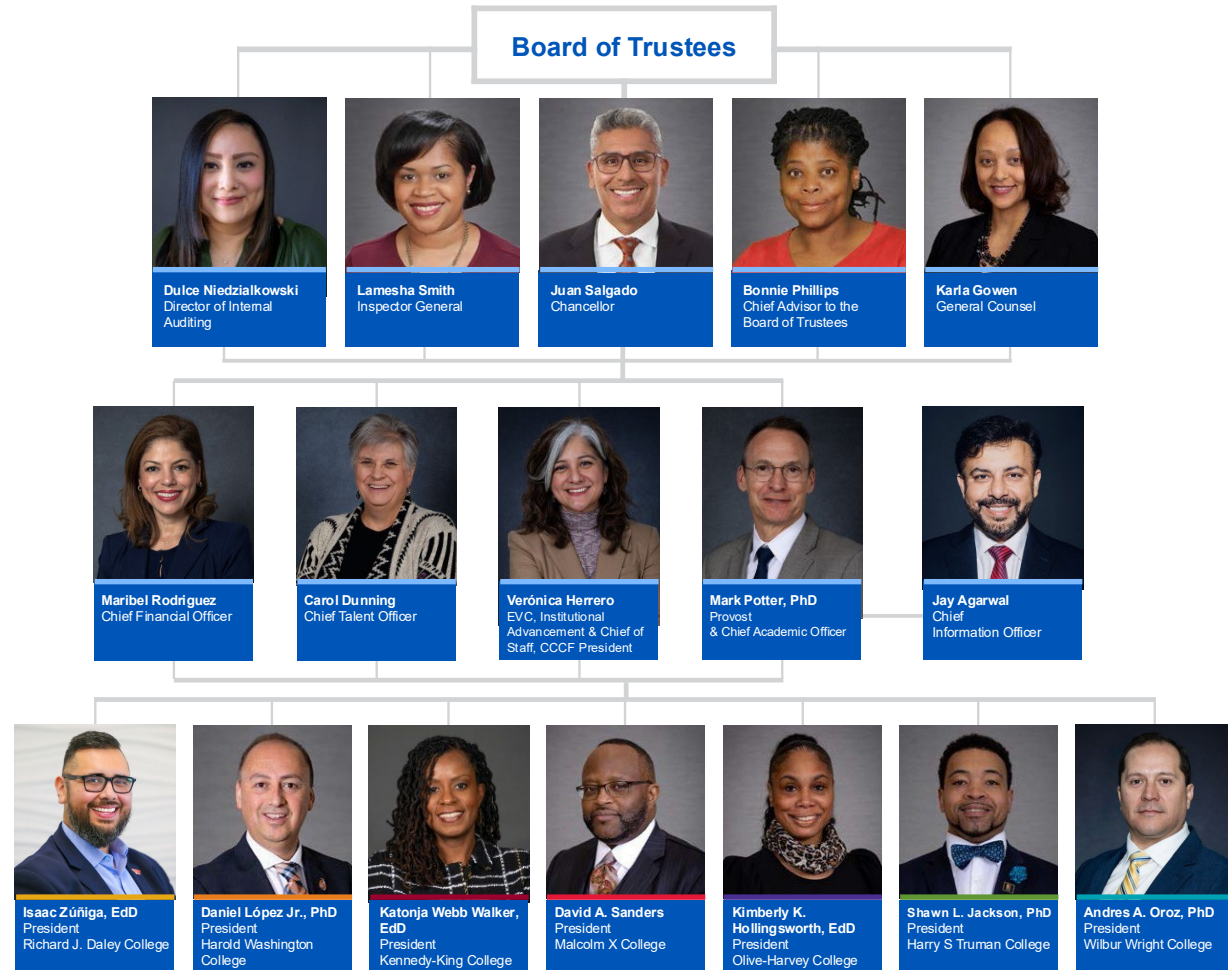 Board of Trustees
Dulce Niedzialkowski
Director of Internal
Auditing
Lamesha Smith
Inspector General
Juan Salgado
Chancellor
Bonnie Phillips
Chief Advisor to the
Board of Trustees
Karla Gowen
General Counsel
Maribel Rodriguez
Chief Financial Officer
Carol Dunning
Chief Talent Officer
Verónica Herrero
EVC, Institutional
Advancement & Chief of
Staff, CCCF President
Mark Potter, PhD
Provost
& Chief Academic Officer
Jay Agarwal
Chief
Information Officer
Isaac Zúñiga, EdD
President
Richard J. Daley College
Daniel López Jr., PhD
President
Harold Washington
College
Katonja Webb Walker,
EdD
President
Kennedy-King College
David A. Sanders
President
Malcolm X College
Kimberly K.
Hollingsworth, EdD
President
Olive-Harvey College
Shawn L. Jackson, PhD
President
Harry S Truman College
Andres A. Oroz, PhD
President
Wilbur Wright College